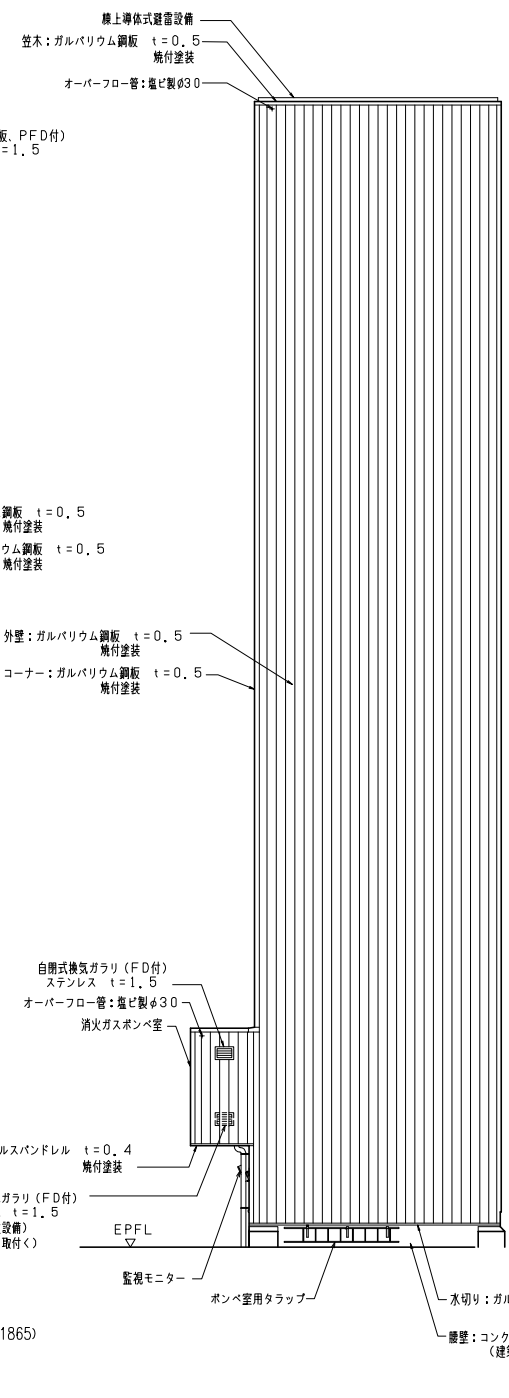 棟上導体式避雷設備
笠木：ガルバリウム鋼板　t＝0．5
焼付塗装
オーバーフロー管：塩ビ製φ30
板、PFD付）
＝1．5
鋼板　t＝0．5
焼付塗装
ウム鋼板　t＝0．5
焼付塗装
外壁：ガルバリウム鋼板　t＝0．5
焼付塗装
コーナー：ガルバリウム鋼板　t＝0．5
焼付塗装
自閉式換気ガラリ（FD付）
ステンレス　t＝1．5
オーバーフロー管：塩ビ製φ30
消火ガスボンベ室
ルスパンドレル　t＝0．4
焼付塗装
ガラリ（FD付）
t＝1．5
設備）
取付く）
EPFL
監視モニター
ボンベ室用タラップ
水切り：ガル
腰壁：コンク
（建築
1865）